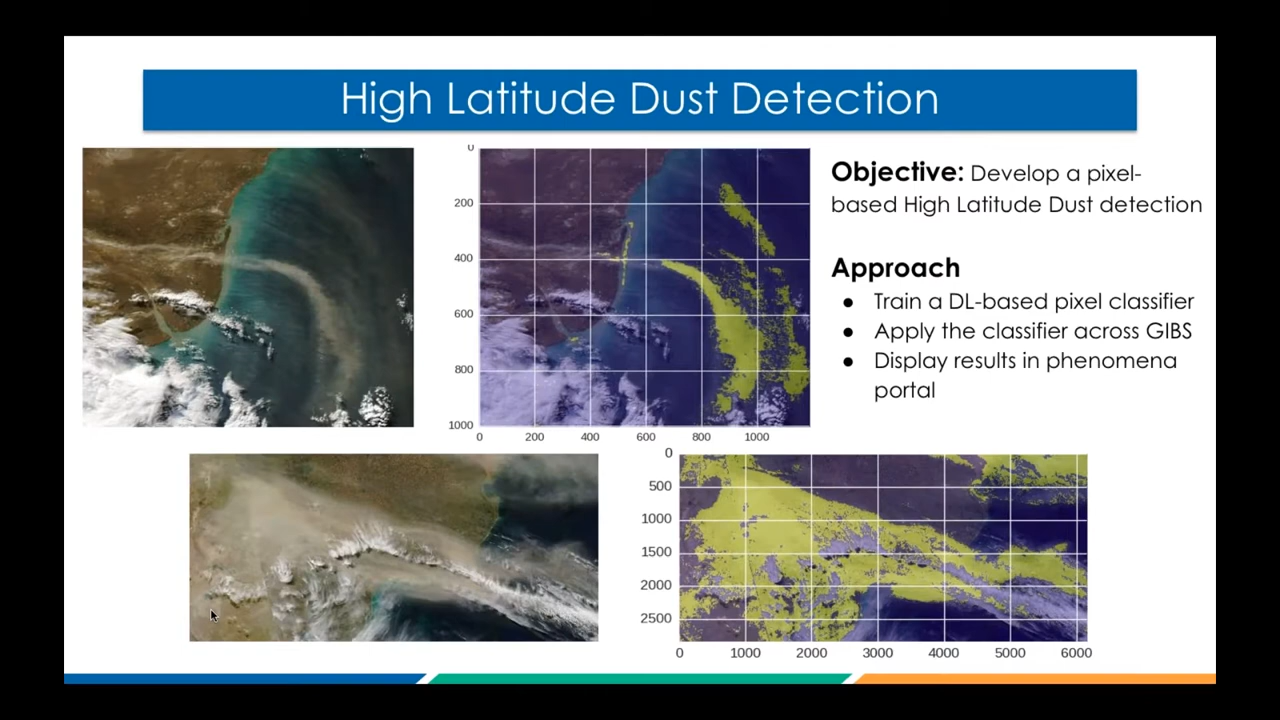 High Latitude Dust Detection
Objective: Develop a pixel-
based High Latitude Dust detection
Approach
● Train a DL-based pixel classifier
● Apply the classifier across GIBS
● Display results in phenomena
portal
0
200
400
600
800
1000
0 200 400 600 800 1000
0
500
1000
1500
2000
2500
0 1000 2000 3000 4000 5000 6000